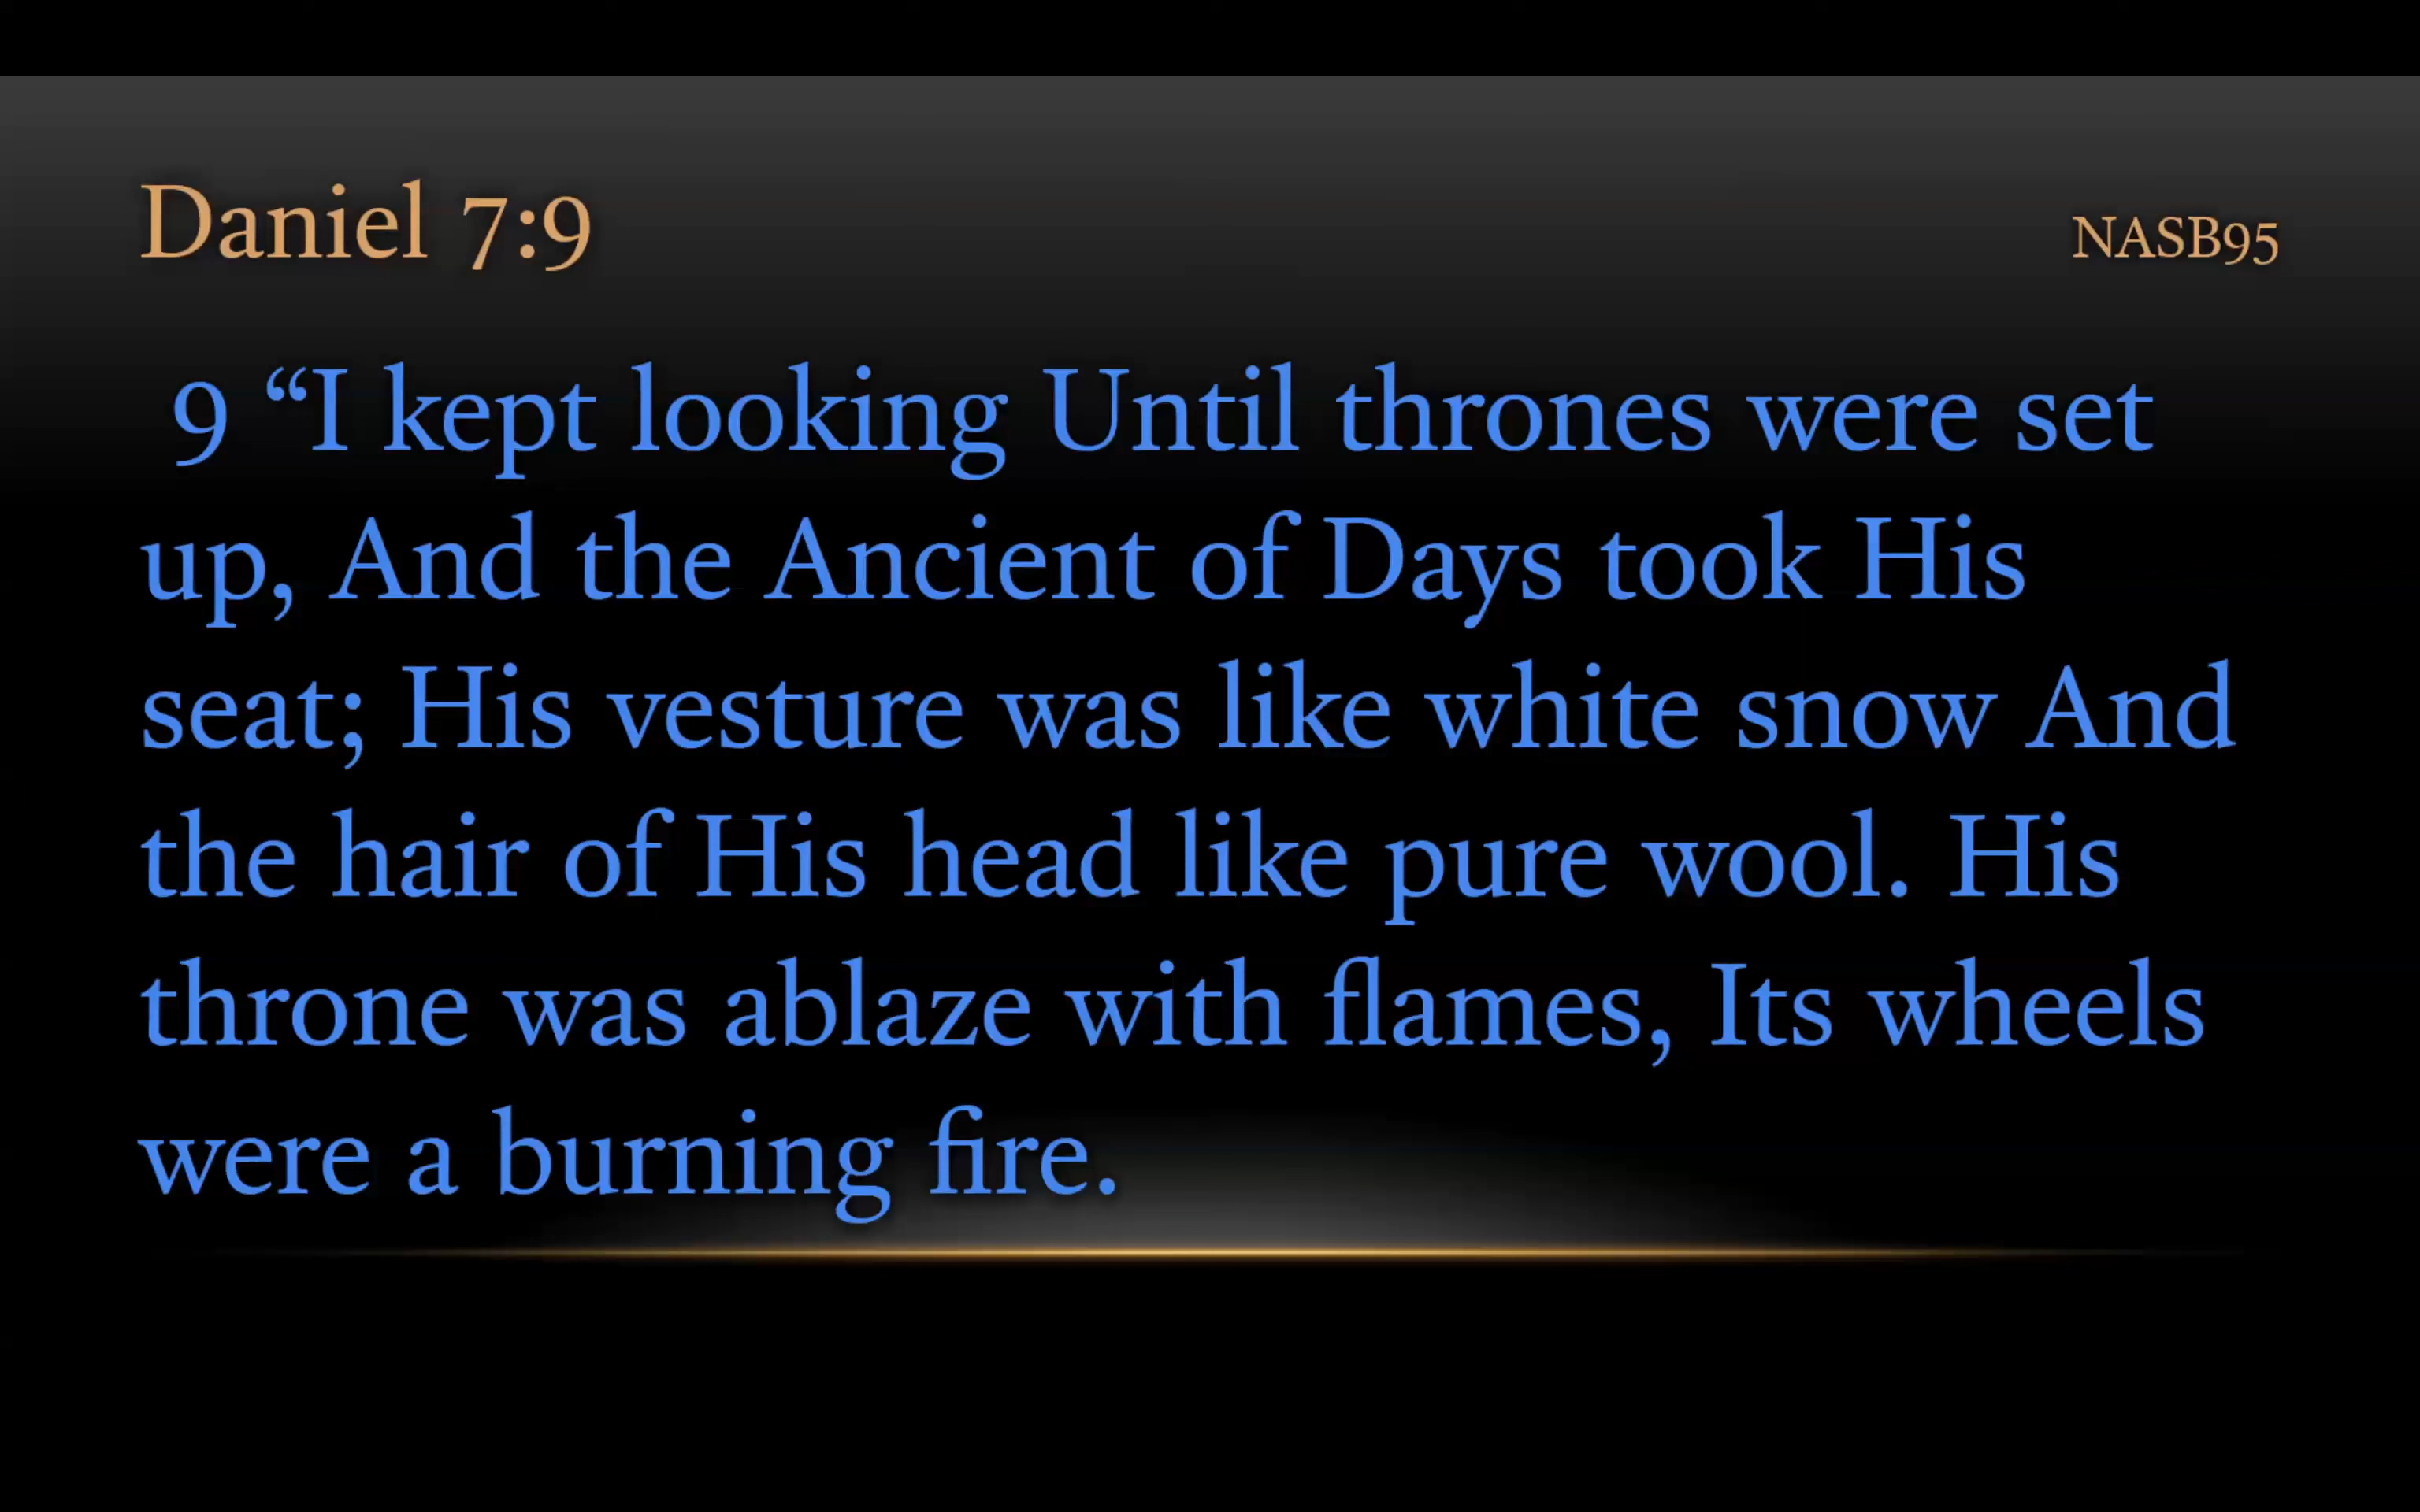 Daniel 7:9
NASB95
9 “I kept looking Until thrones were set
up, And the Ancient of Days took His
seat; His vesture was like white snow And
the hair of His head like pure wool. His
throne was ablaze with flames, Its wheels
were a burning fire.